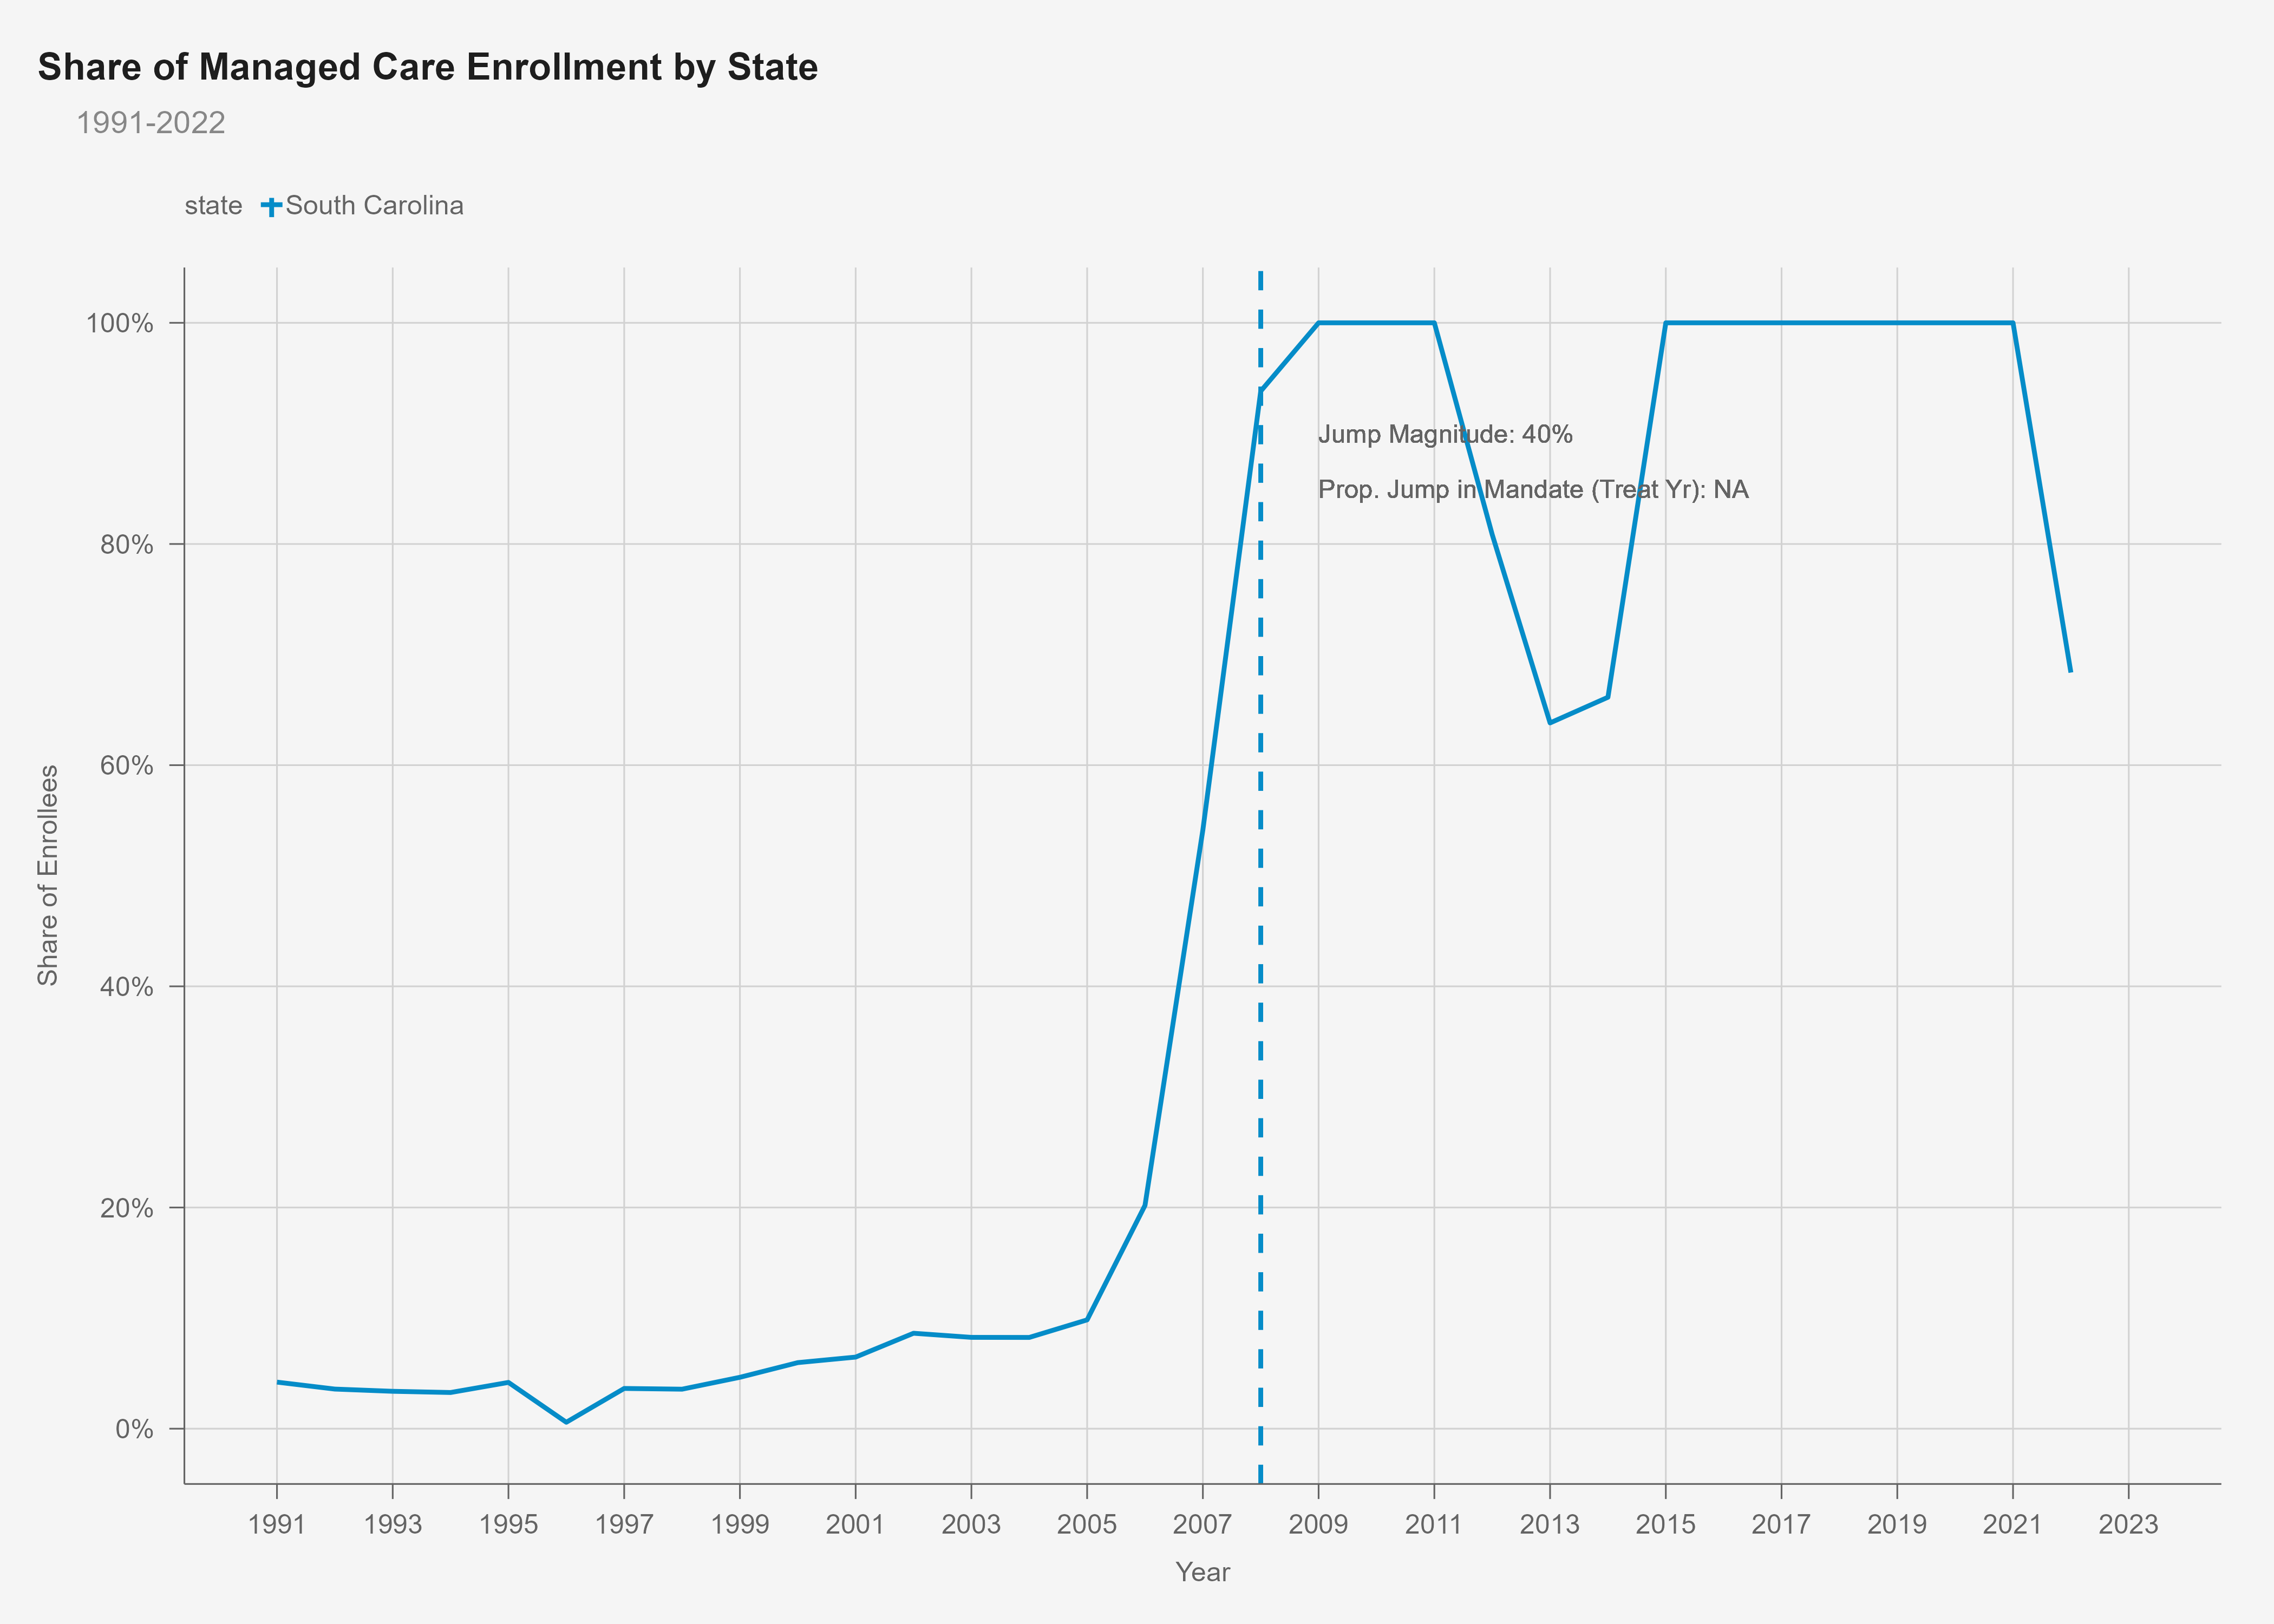 Share of Managed Care Enrollment by State
1991-2022
state South Carolina
100%
80%
60%
40%
20%
0%
Share of Enrollees
Jump Magnitude: 40%
Prop. Jump in Mandate (Treat Yr): NA
1991 1993 1995 1997 1999 2001 2003 2005 2007 2009 2011 2013 2015 2017 2019 2021 2023
Year